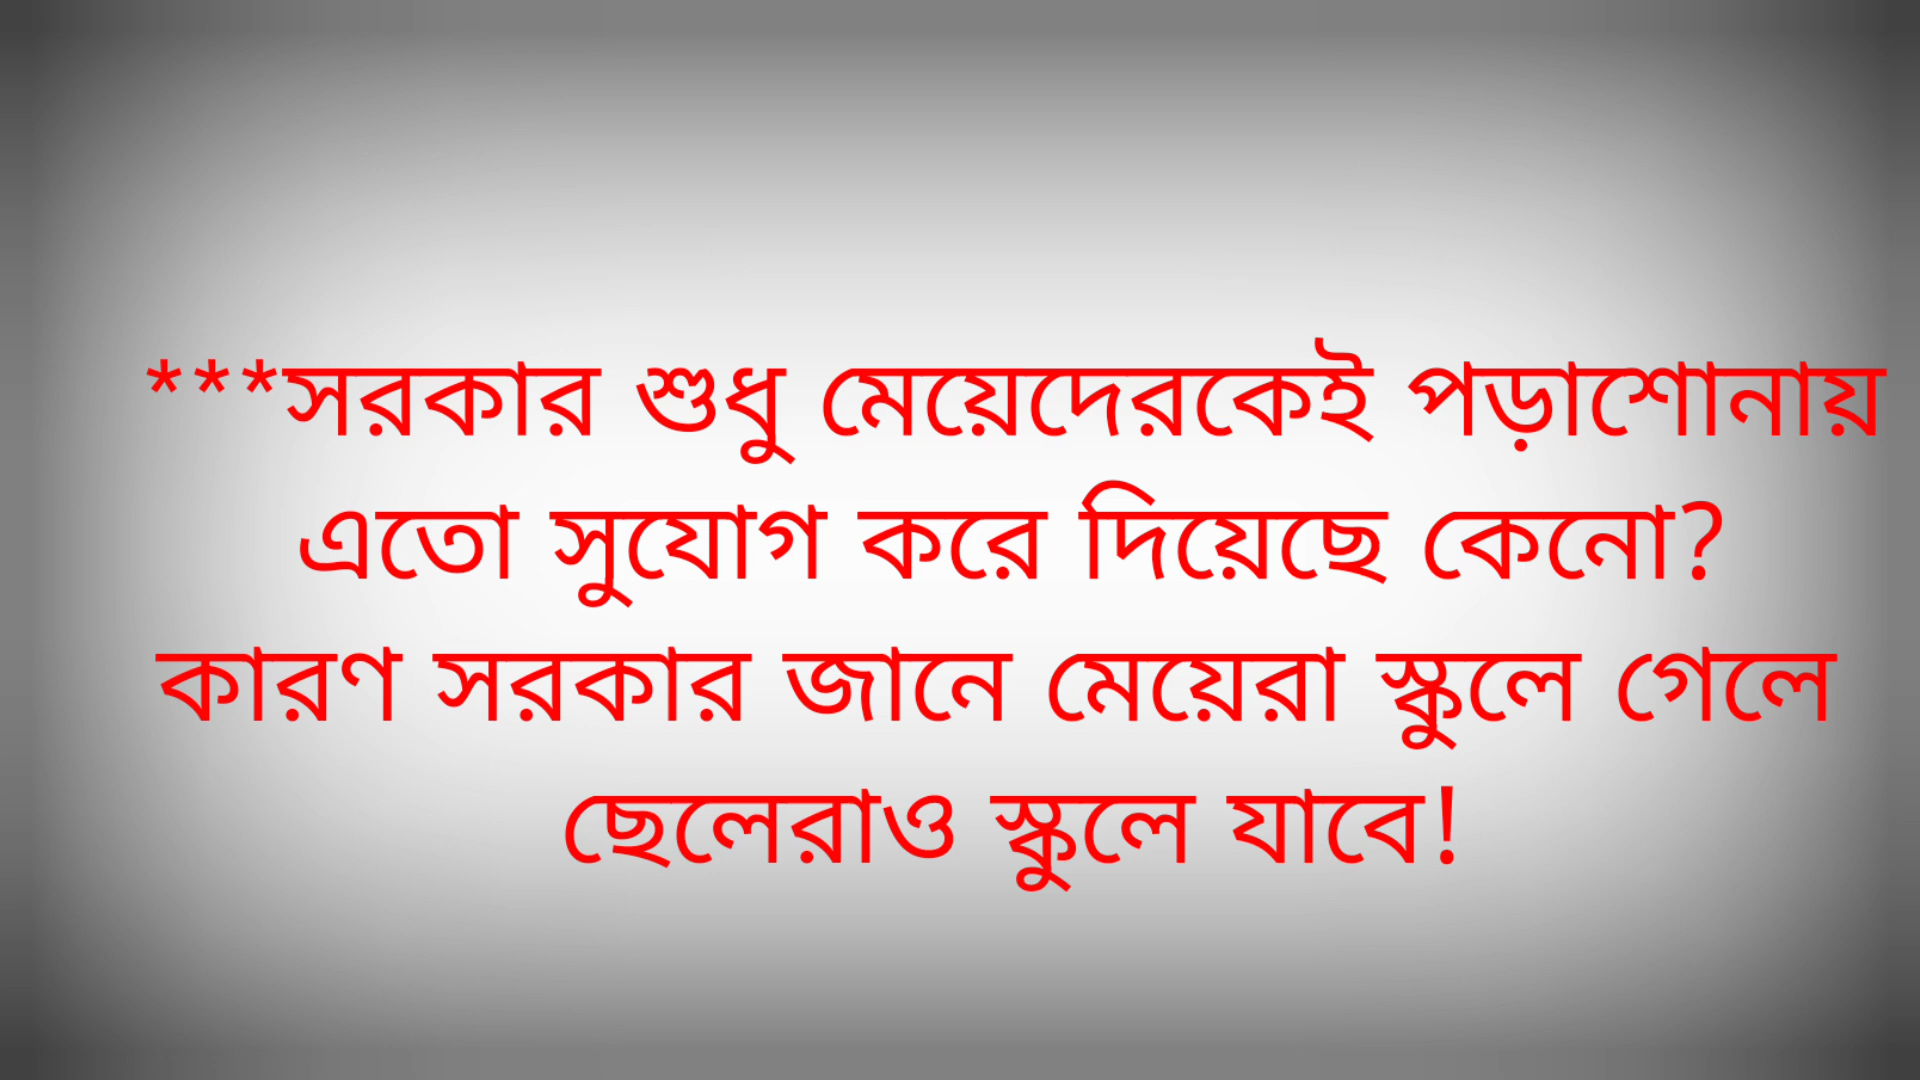 ***সরকার শুধু মেয়েদেরকেই পড়াশোনায়
এতো সুযোগ করে দিয়েছে কেনো?
কারণ সরকার জানে মেয়েরা স্কুলে গেলে
ছেলেরাও স্কুলে যাবে!